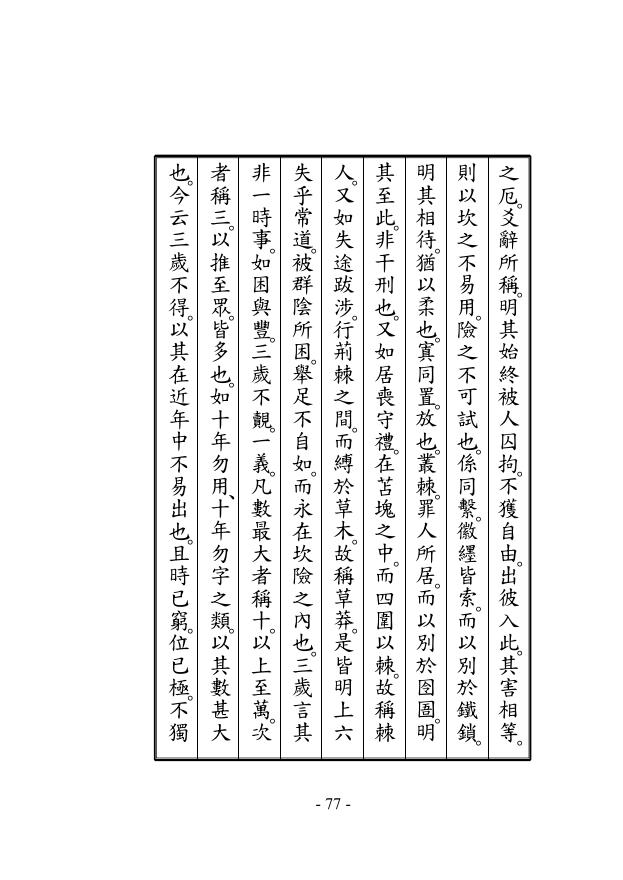 之厄。爻辭所稱。明其始終被人囚拘。不獲自由。出彼入此。其害相等。
則以坎之不易用。險之不可試也。係同繫。徽纆皆索。而以別於鐵鎖。
明其相待。猶以柔也。寘同置。放也。叢棘。罪人所居。而以別於囹圄。明
其至此。非干刑也。又如居喪守禮。在苫塊之中。而四圍以棘。故稱棘
人。又如失途跋涉。行荊棘之間。而縛於草木。故稱草莽。是皆明上六
失乎常道。被群陰所困。舉足不自如。而永在坎險之內也。三歲言其
非一時事。如困與豐。三歲不覿。一義。凡數最大者稱十。以上至萬。次
者稱三。以推至眾。皆多也。如十年勿用、十年勿字之類。以其數甚大
也。今云三歲不得。以其在近年中不易出也。且時已窮。位已極。不獨
- 77 -